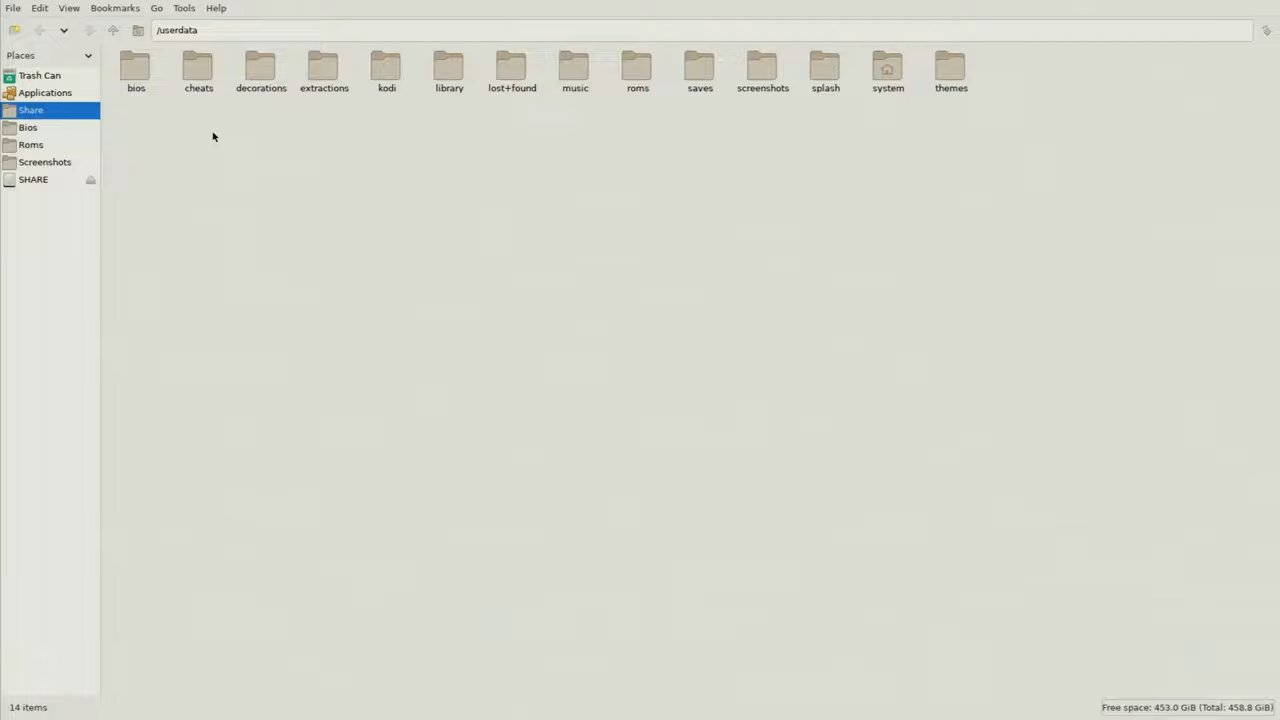 File Edit View Bookmarks Go Tools Help
/userdata
Places
Trash Can
Applications
Share
Bios
Roms
Screenshots
SHARE
bios cheats decorations extractions kodi library lost+found music roms saves screenshots splash system themes
14 items
Free space: 453.0 GiB (Total: 458.8 GiB)